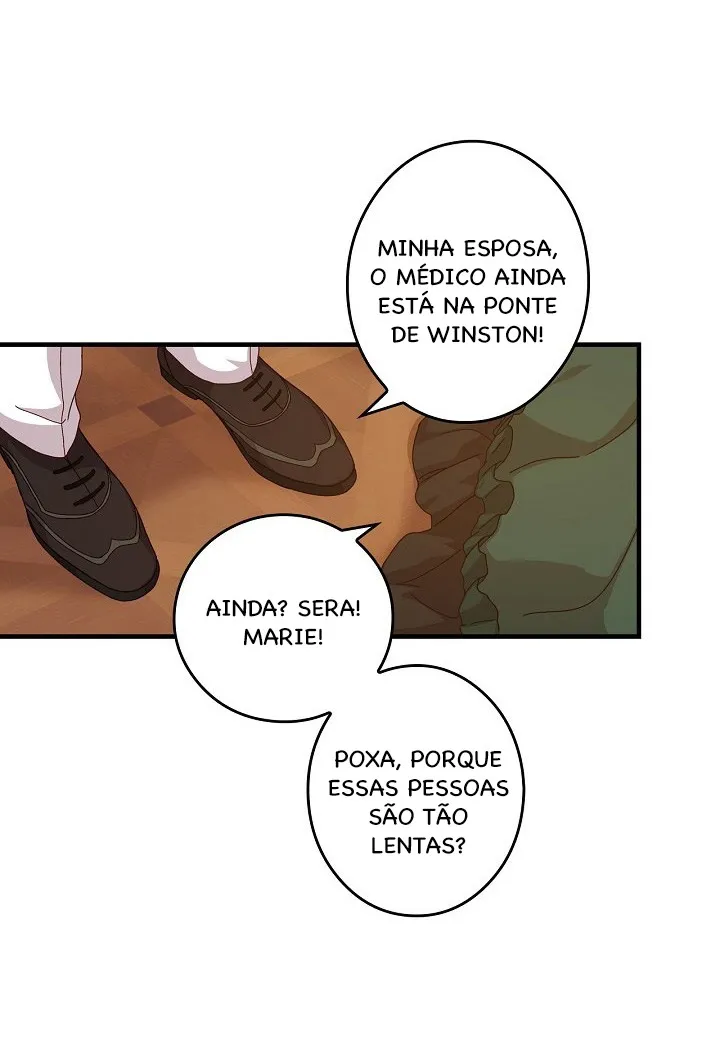 MINHA ESPOSA,
O MÉDICO AINDA
ESTÁ NA PONTE
DE WINSTON!
AINDA? SERA!
MARIE!
POXA, PORQUE
ESSAS PESSOAS
SÃO TÃO
LENTAS?